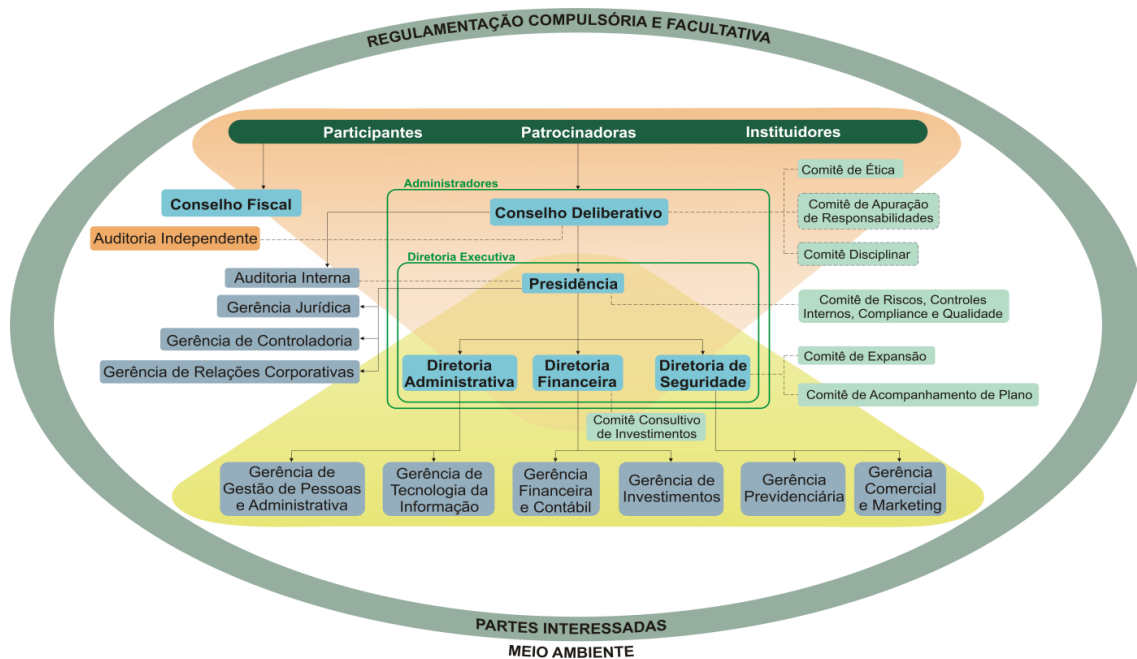 REGULAMENTAÇÃO COMPULSÓRIA E FACULTATIVA
Participantes
Patrocinadoras
Instituidores
Administradores
Comitê de Ética
Conselho Fiscal
Conselho Deliberativo
Comitê de Apuração
de Responsabilidades
Auditoria Independente
Comitê Disciplinar
Diretoria Executiva
Auditoria Interna
Presidência
Gerência Jurídica
Comitê de Riscos, Controles
Internos, Compliance e Qualidade
Gerência de Controladoria
Gerência de Relações Corporativas
Diretoria
Administrativa
Diretoria
Financeira
Diretoria de
Seguridade
Comitê de Expansão
Comitê de Acompanhamento de Plano
Comitê Consultivo
de Investimentos
Gerência de
Gestão de Pessoas
e Administrativa
Gerência de
Tecnologia da
Informação
Gerência
Financeira
e Contábil
Gerência de
Investimentos
Gerência
Previdenciária
Gerência
Comercial
e Marketing
PARTES INTERESSADAS
MEIO AMBIENTE